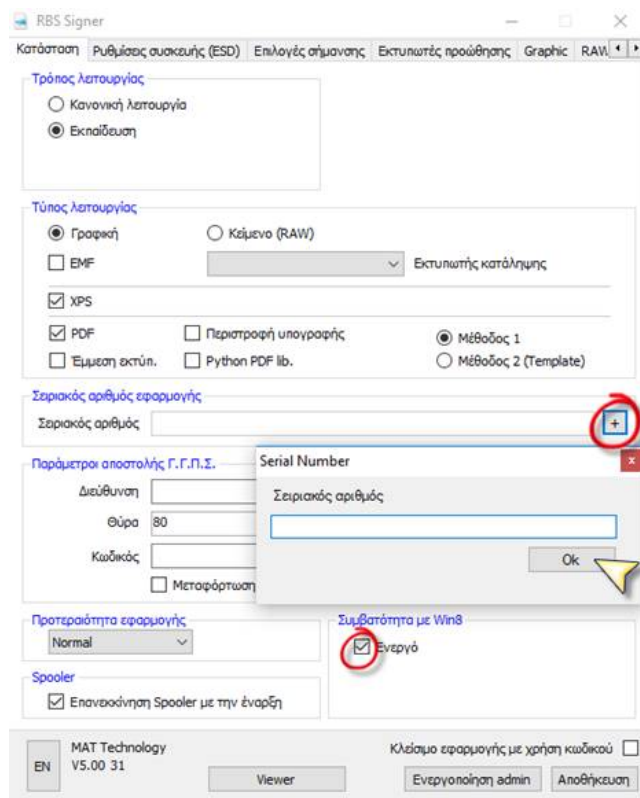 RBS Signer
Κατάσταση Ρυθμίσεις συσκευής (ESD) Επιλογές σήμανσης Εκτυπωτές προώθησης Graphic RAW
Τρόπος λειτουργίας
Κανονική λειτουργία
Εκπαίδευση
Τύπος λειτουργίας
Γραφική Κείμενο (RAW)
EMF Εκτυπωτής κατάληψης
XPS
PDF Περιστροφή υπογραφής Μέθοδος 1
Έμμεση εκτύπ. Python PDF lib. Μέθοδος 2 (Template)
Σειριακός αριθμός εφαρμογής
Σειριακός αριθμός +
Παράμετροι αποστολής Γ.Γ.Π.Σ.
Διεύθυνση
Θύρα 80
Κωδικός
Μεταφόρτωση
Serial Number x
Σειριακός αριθμός
Ok
Προτεραιότητα εφαρμογής Συμβατότητα με Win8
Normal Ενεργό
Spooler
Επανεκκίνηση Spooler με την έναρξη
MAT Technology Κλείσιμο εφαρμογής με χρήση κωδικού
EN V5.00 31 Viewer Ενεργοποίηση admin Αποθήκευση